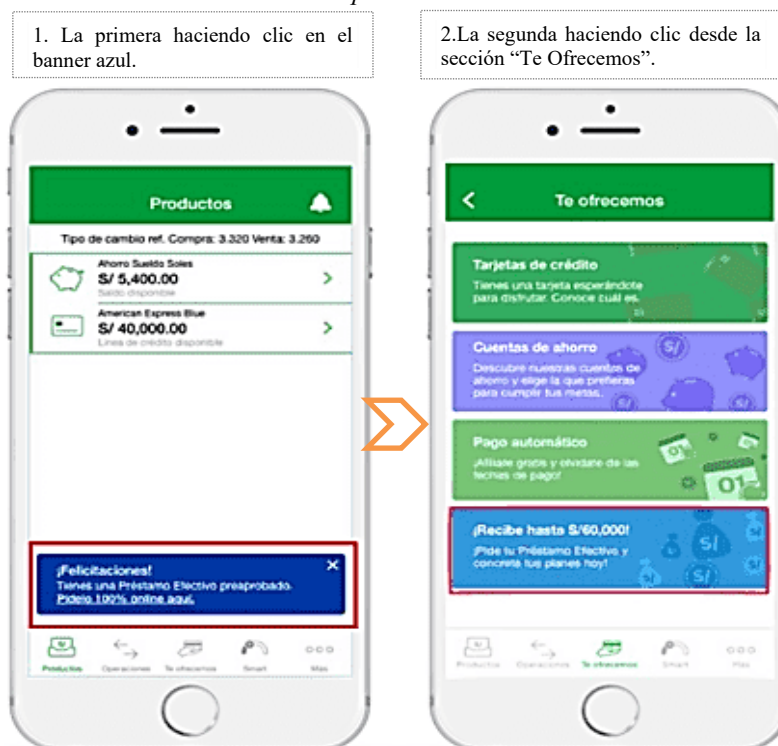 1. La primera haciendo clic en el
banner azul.
2.La segunda haciendo clic desde la
sección “Te Ofrecemos”.
Productos
Tipo de cambio ref. Compra: 3.320 Venta: 3.260
Ahorro Sueldo Soles
S/ 5,400.00
Saldo disponible
American Express Blue
S/ 40,000.00
Línea de crédito disponible
¡Felicitaciones!
Tienes una Préstamo Efectivo preaprobado.
Pídelo 100% online aquí.
Productos Operaciones Te ofrecemos Smart Más
Te ofrecemos
Tarjetas de crédito
Tienes una tarjeta esperándote
para disfrutar. Conoce cuál es.
Cuentas de ahorro
Descubre nuestras cuentas de
ahorro y elige la que prefieras
para cumplir tus metas.
S/
S/
Pago automático
¡Afíliate gratis y olvídate de las
fechas de pago!
01
01
¡Recibe hasta S/60,000!
¡Pide tu Préstamo Efectivo y
concreta tus planes hoy!
S/
S/
S/
Productos Operaciones Te ofrecemos Smart Más